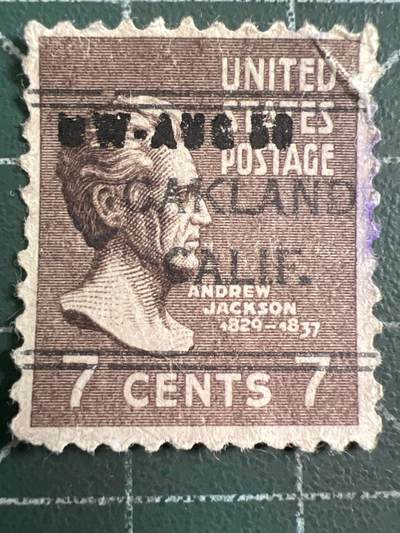 UNITED
STATES
POSTAGE
OAKLAND
CALIF.
ANDREW
JACKSON
1829-1837
7 CENTS 7